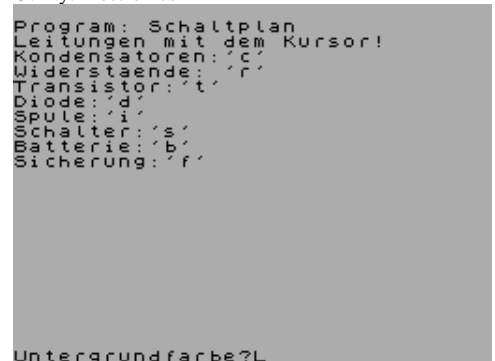 Program: Schaltplan
Leitungen mit dem Kursor!
Kondensatoren:'c'
Widerstaende: 'r'
Transistor:'t'
Diode:'d'
Spule:'i'
Schalter:'s'
Batterie:'b'
Sicherung:'f'
Untergrundfarbe?L